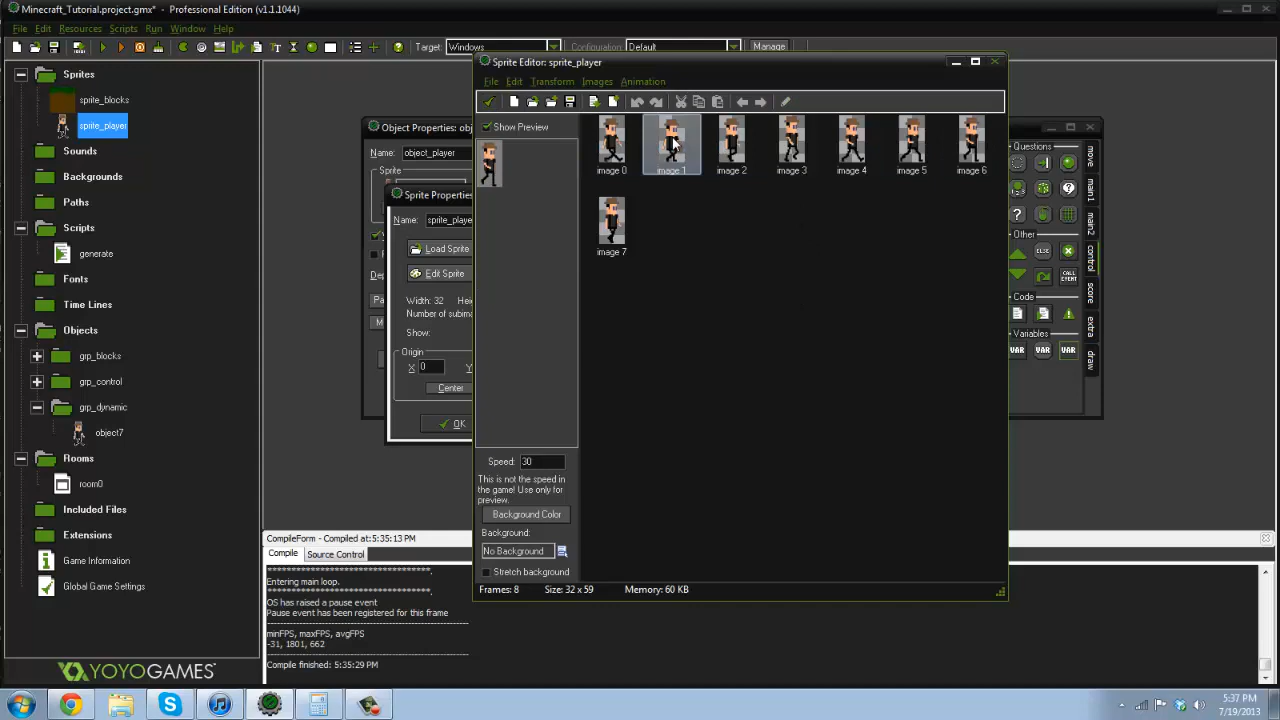 Minecraft_Tutorial.project.gmx* - Professional Edition (v1.1.1044)
File Edit Resources Scripts Run Window Help
Target: Windows Configuration: Default Manage
Sprites
sprite_blocks
sprite_player
Sounds
Backgrounds
Paths
Scripts
generate
Fonts
Time Lines
Objects
grp_blocks
grp_control
grp_dynamic
object7
Rooms
room0
Included Files
Extensions
Game Information
Global Game Settings
YOYOGAMES
Object Properties: obj
Name: object_player
Sprite
Sprite Properties
Name: sprite_playe
Load Sprite
Edit Sprite
Width: 32 Hei
Number of subima
Show:
Origin
X 0 Y
Center
OK
Sprite Editor: sprite_player
File Edit Transform Images Animation
Show Preview
image 0 image 1 image 2 image 3 image 4 image 5 image 6
image 7
Speed: 30
This is not the speed in
the game! Use only for
preview.
Background Color
Background:
No Background
Stretch background
Frames: 8 Size: 32 x 59 Memory: 60 KB
Questions
Other
ELSE
CALL EVENT
Code
Variables
VAR VAR VAR
move
main1
main2
control
score
extra
draw
CompileForm - Compiled at:5:35:13 PM
Compile Source Control
Entering main loop.
OS has raised a pause event
Pause event has been registered for this frame
minFPS, maxFPS, avgFPS
-31, 1801, 662
Compile finished: 5:35:29 PM
5:37 PM
7/19/2013